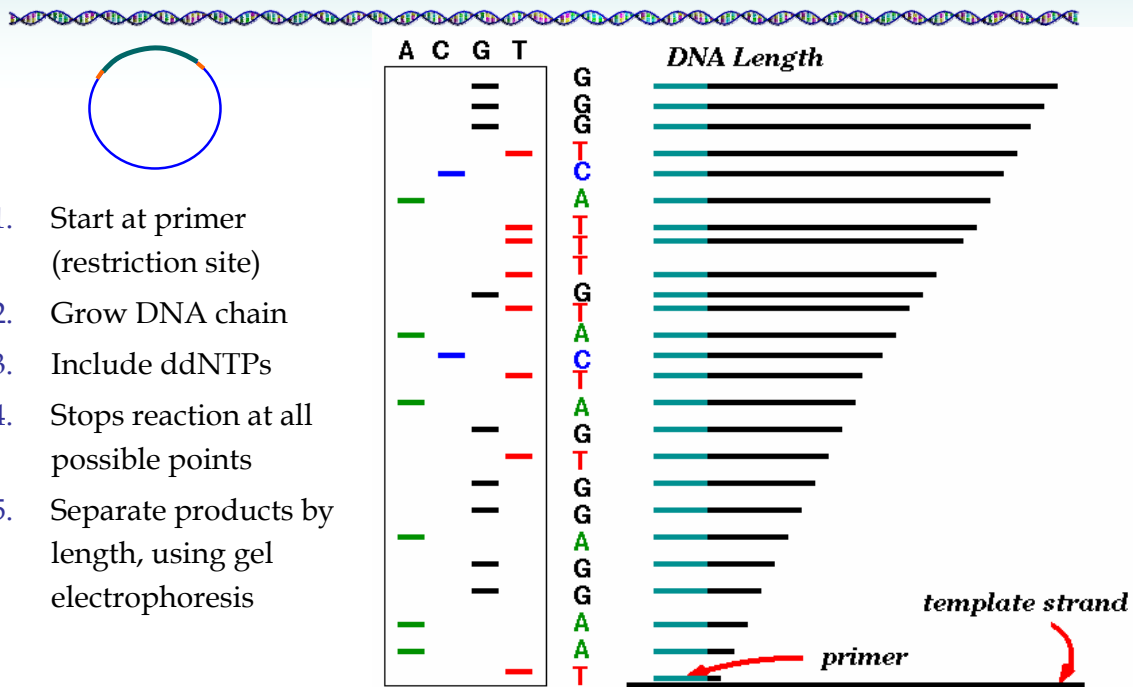 1. Start at primer
(restriction site)
2. Grow DNA chain
3. Include ddNTPs
4. Stops reaction at all
possible points
5. Separate products by
length, using gel
electrophoresis
A C G T
G
G
G
T
C
A
T
T
T
G
T
A
C
T
A
G
T
G
G
A
G
G
A
A
T
DNA Length
template strand
primer